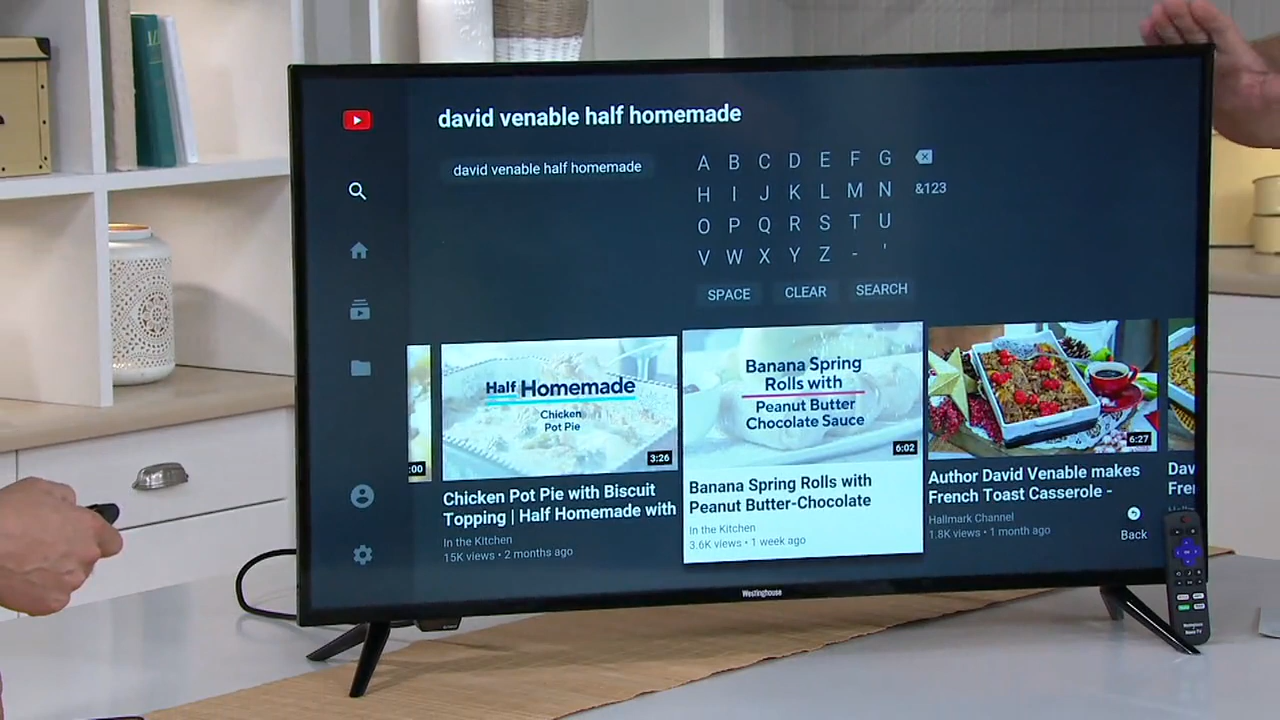 david venable half homemade
david venable half homemade
A B C D E F G
H I J K L M N &123
O P Q R S T U
V W X Y Z - '
SPACE CLEAR SEARCH
:00
Half Homemade
Chicken
Pot Pie
3:26
Chicken Pot Pie with Biscuit
Topping | Half Homemade with
In the Kitchen
15K views • 2 months ago
Banana Spring
Rolls with
Peanut Butter
Chocolate Sauce
6:02
Banana Spring Rolls with
Peanut Butter-Chocolate
In the Kitchen
3.6K views • 1 week ago
6:27
Author David Venable makes
French Toast Casserole -
Hallmark Channel
1.8K views • 1 month ago
Dav
Fre
Back
Westinghouse